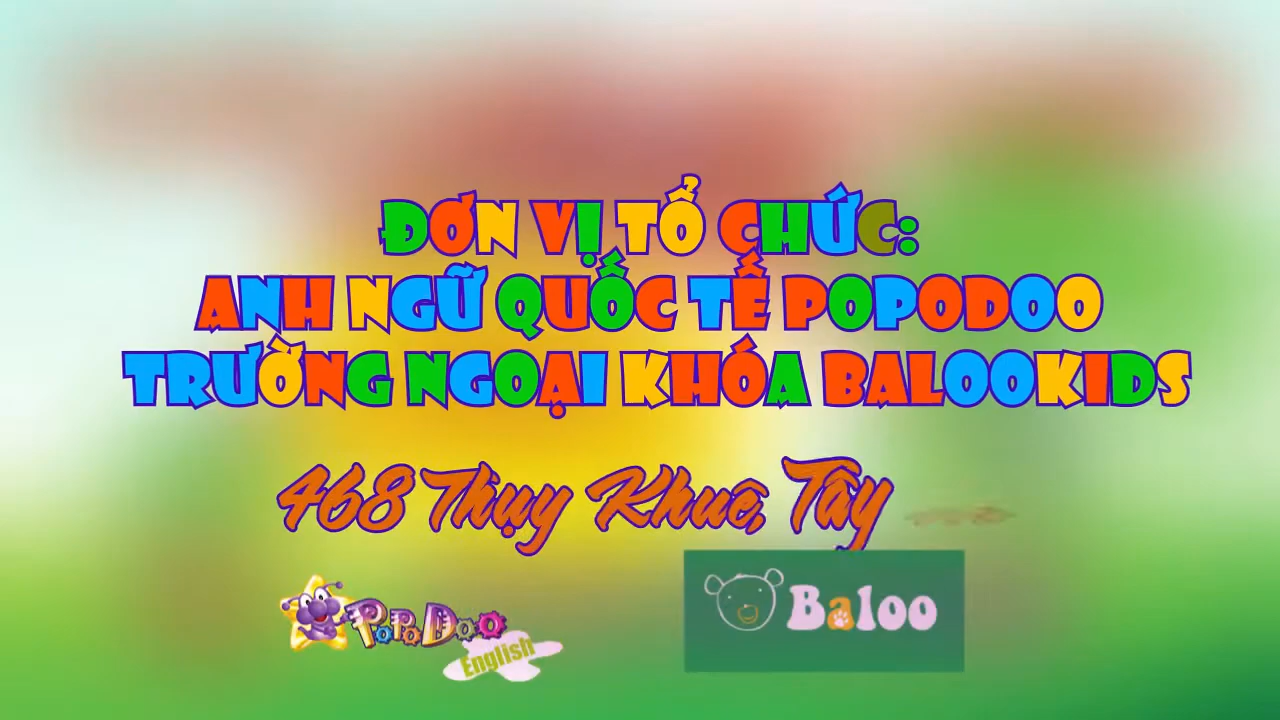 ĐƠN VỊ TỔ CHỨC:
ANH NGỮ QUỐC TẾ POPODOO
TRƯỜNG NGOẠI KHÓA BALOOKIDS
468 Thụy Khuê, Tây
PoPoDoo
English
Baloo